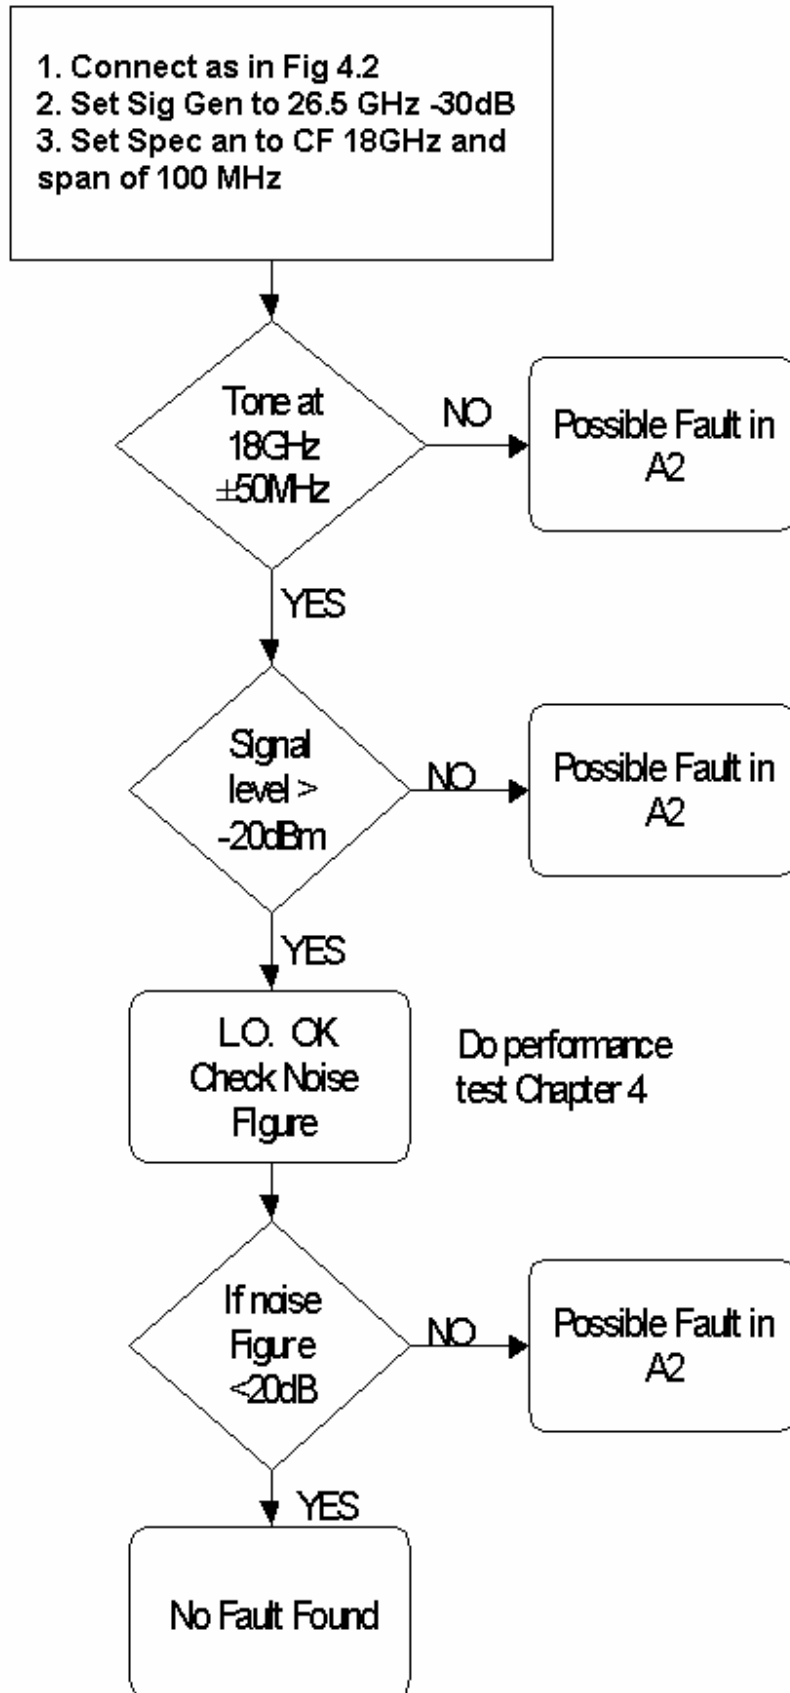 1. Connect as in Fig 4.2
2. Set Sig Gen to 26.5 GHz -30dB
3. Set Spec an to CF 18GHz and
span of 100 MHz
Tone at
18GHz
±50MHz
NO
Possible Fault in
A2
YES
Signal
level >
-20dBm
NO
Possible Fault in
A2
YES
L.O. OK
Check Noise
FIgure
Do performance
test Chapter 4
If noise
Figure
<20dB
NO
Possible Fault in
A2
YES
No Fault Found